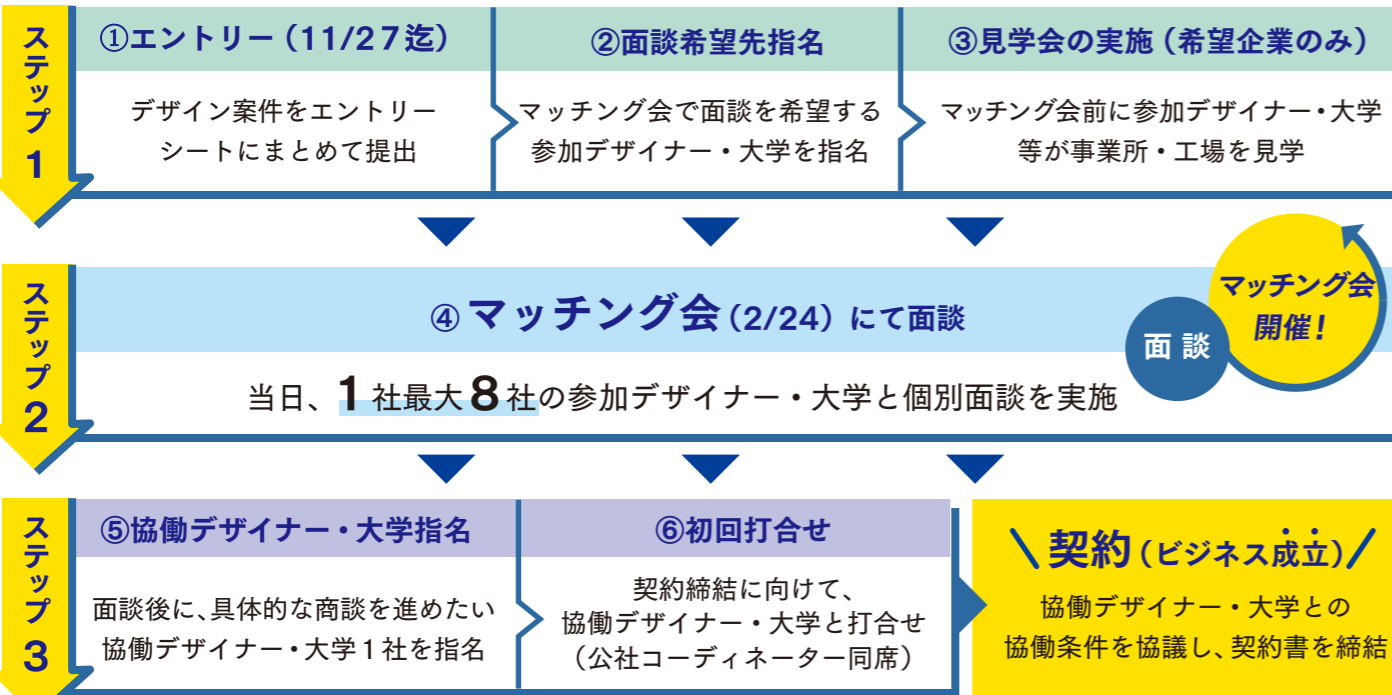 ステップ1
①エントリー（11/27迄）
デザイン案件をエントリー
シートにまとめて提出
②面談希望先指名
マッチング会で面談を希望する
参加デザイナー・大学を指名
③見学会の実施（希望企業のみ）
マッチング会前に参加デザイナー・大学
等が事業所・工場を見学
ステップ2
④マッチング会（2/24）にて面談
当日、1社最大8社の参加デザイナー・大学と個別面談を実施
面談
マッチング会
開催！
ステップ3
⑤協働デザイナー・大学指名
面談後に、具体的な商談を進めたい
協働デザイナー・大学1社を指名
⑥初回打合せ
契約締結に向けて、
協働デザイナー・大学と打合せ
（公社コーディネーター同席）
契約（ビジネス成立）
協働デザイナー・大学との
協働条件を協議し、契約書を締結